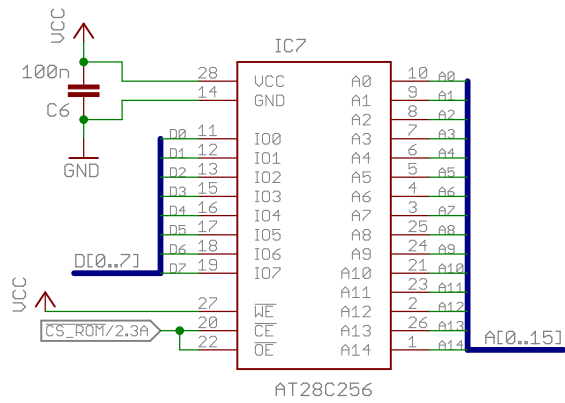 VCC
IC7
100n
C6
GND
28 VCC A0 10 A0
14 GND A1 9 A1
A2 8 A2
D0 11 IO0 A3 7 A3
D1 12 IO1 A4 6 A4
D2 13 IO2 A5 5 A5
D3 15 IO3 A6 4 A6
D4 16 IO4 A7 3 A7
D5 17 IO5 A8 25 A8
D6 18 IO6 A9 24 A9
D[0..7] D7 19 IO7 A10 21 A10
A11 23 A11
VCC 27 WE A12 2 A12
CS_ROM/2.3A 20 CE A13 26 A13
22 OE A14 1 A14
A[0..15]
AT28C256